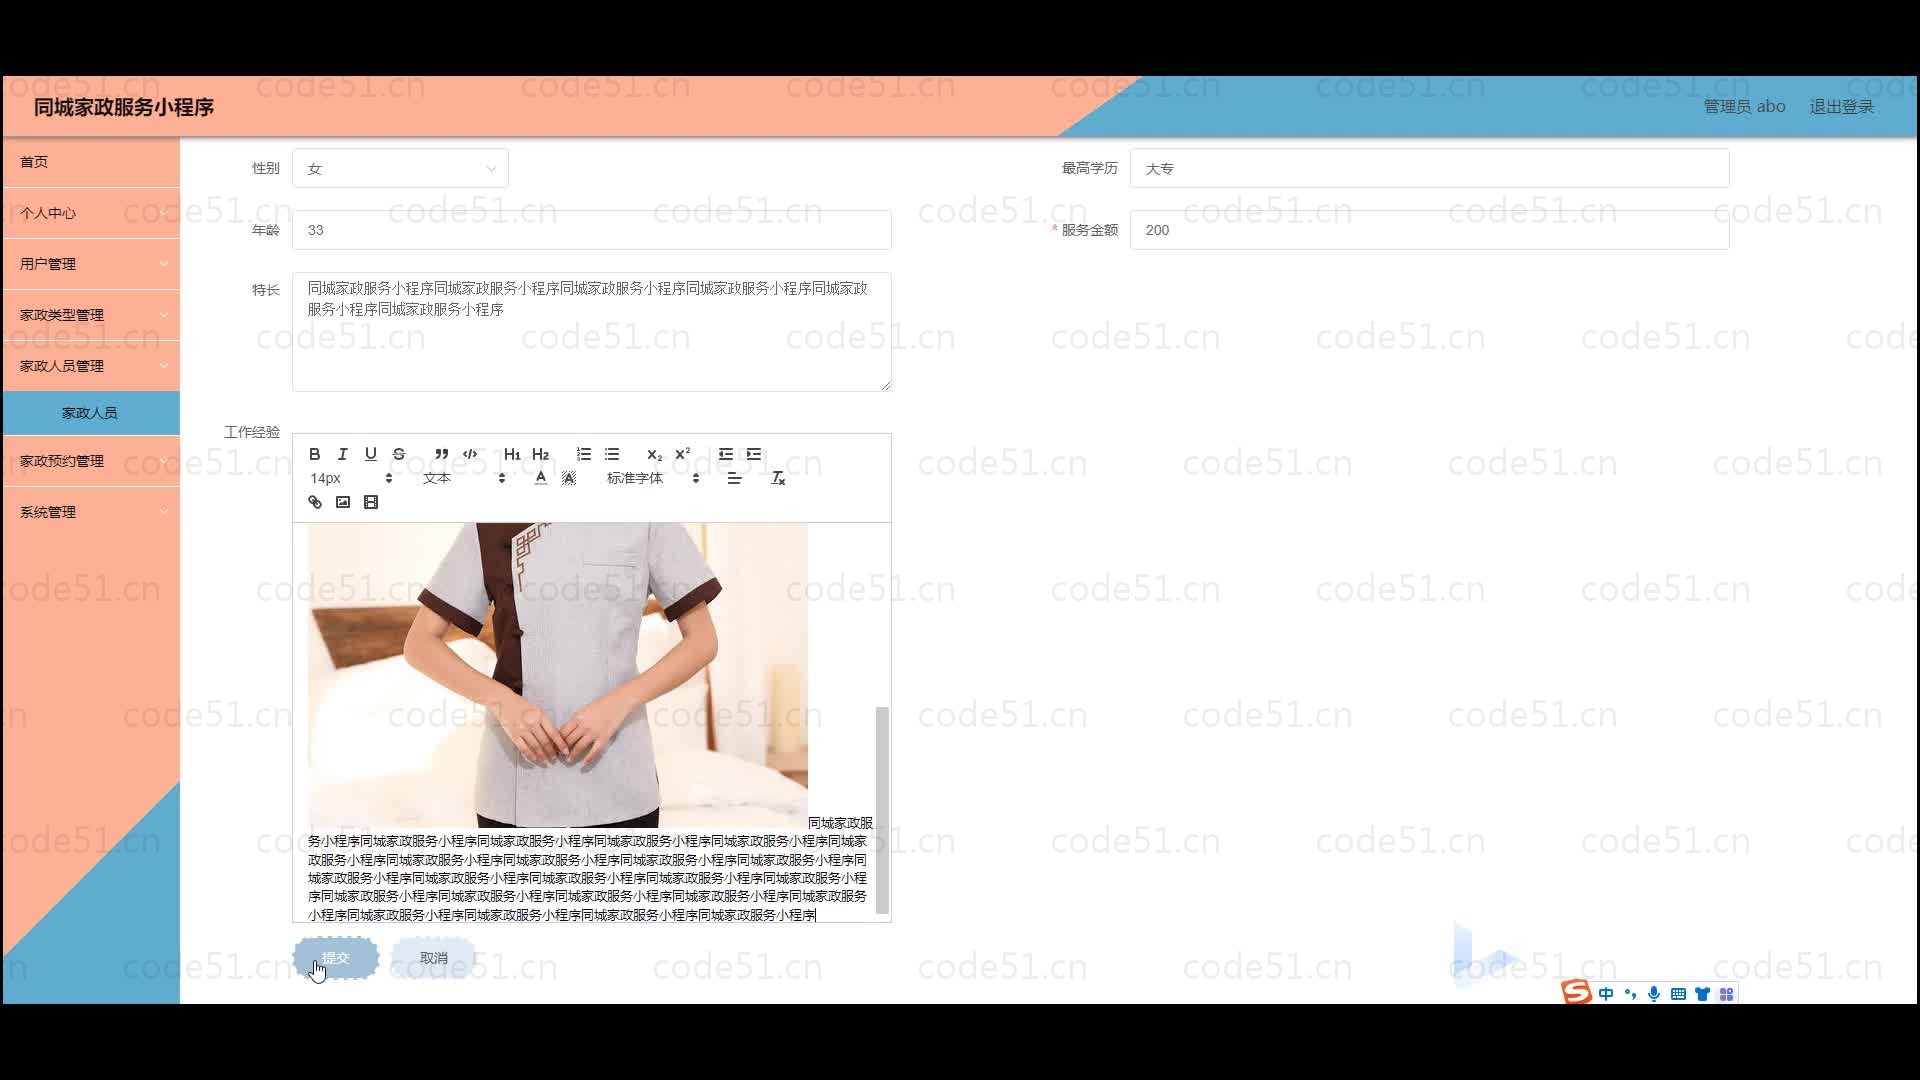 同城家政服务小程序
管理员 abo
退出登录
首页
个人中心
用户管理
家政类型管理
家政人员管理
家政人员
家政预约管理
系统管理
性别
女
最高学历
大专
年龄
33
* 服务金额
200
特长
同城家政服务小程序同城家政服务小程序同城家政服务小程序同城家政服务小程序同城家政
服务小程序同城家政服务小程序
工作经验
14px
文本
标准字体
同城家政服
务小程序同城家政服务小程序同城家政服务小程序同城家政服务小程序同城家政服务小程序同城家
政服务小程序同城家政服务小程序同城家政服务小程序同城家政服务小程序同城家政服务小程序同
城家政服务小程序同城家政服务小程序同城家政服务小程序同城家政服务小程序同城家政服务小程
序同城家政服务小程序同城家政服务小程序同城家政服务小程序同城家政服务小程序同城家政服务
小程序同城家政服务小程序同城家政服务小程序同城家政服务小程序同城家政服务小程序
提交
取消
中
code51.cn